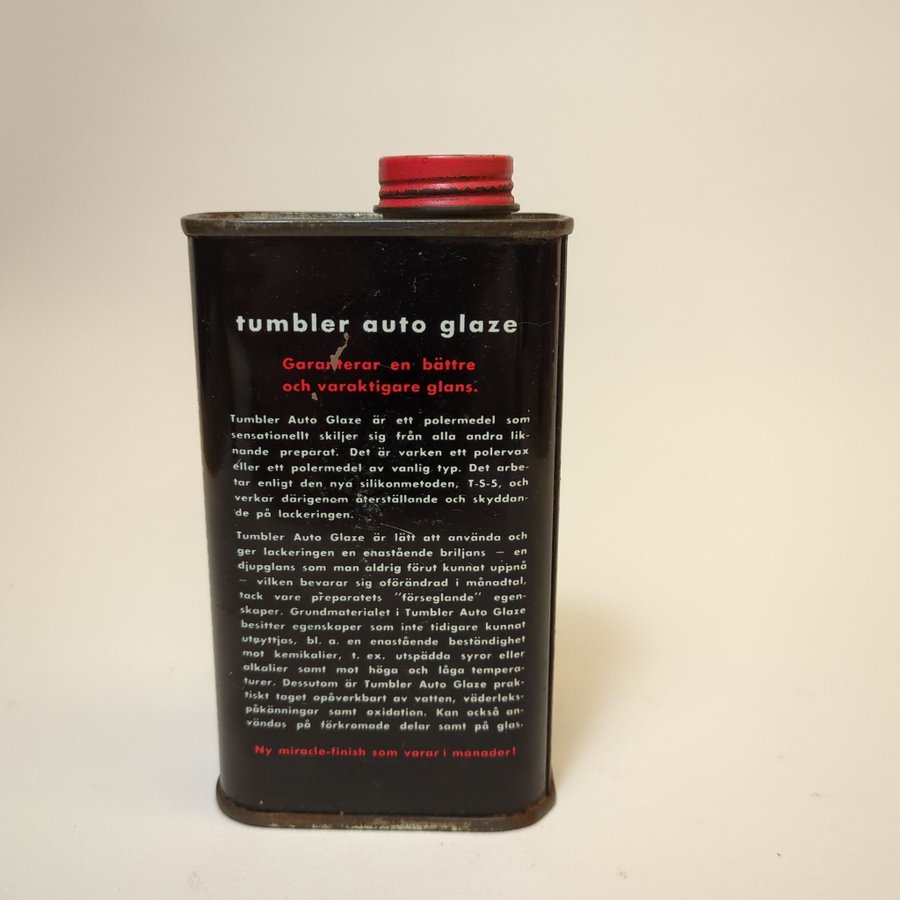 tumbler auto glaze
Garanterar en bättre
och varaktigare glans.
Tumbler Auto Glaze är ett polermedel som
sensationellt skiljer sig från alla andra lik-
nande preparat. Det är varken ett polervax
eller ett polermedel av vanlig typ. Det arbe-
tar enligt den nya silikonmetoden, T-S-5, och
verkar därigenom återställande och skyddan-
de på lackeringen.
Tumbler Auto Glaze är lätt att använda och
ger lackeringen en enastående briljans — en
djupglans som man aldrig förut kunnat uppnå
— vilken bevarar sig oförändrad i månadtal,
tack vare preparatets "förseglande" egen-
skaper. Grundmaterialet i Tumbler Auto Glaze
besitter egenskaper som inte tidigare kunnat
utnyttjas, bl. a. en enastående beständighet
mot kemikalier, t. ex. utspädda syror eller
alkalier samt mot höga och låga tempera-
turer. Dessutom är Tumbler Auto Glaze prak-
tiskt taget opåverkbart av vatten, väderleks-
påkänningar samt oxidation. Kan också an-
vändas på förkromade delar samt på glas.
Ny miracle-finish som varar i månader!